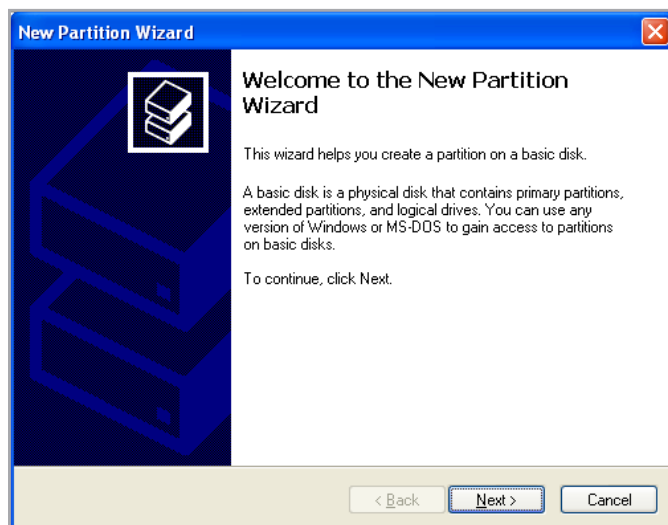 New Partition Wizard
Welcome to the New Partition
Wizard
This wizard helps you create a partition on a basic disk.
A basic disk is a physical disk that contains primary partitions,
extended partitions, and logical drives. You can use any
version of Windows or MS-DOS to gain access to partitions
on basic disks.
To continue, click Next.
< Back
Next >
Cancel